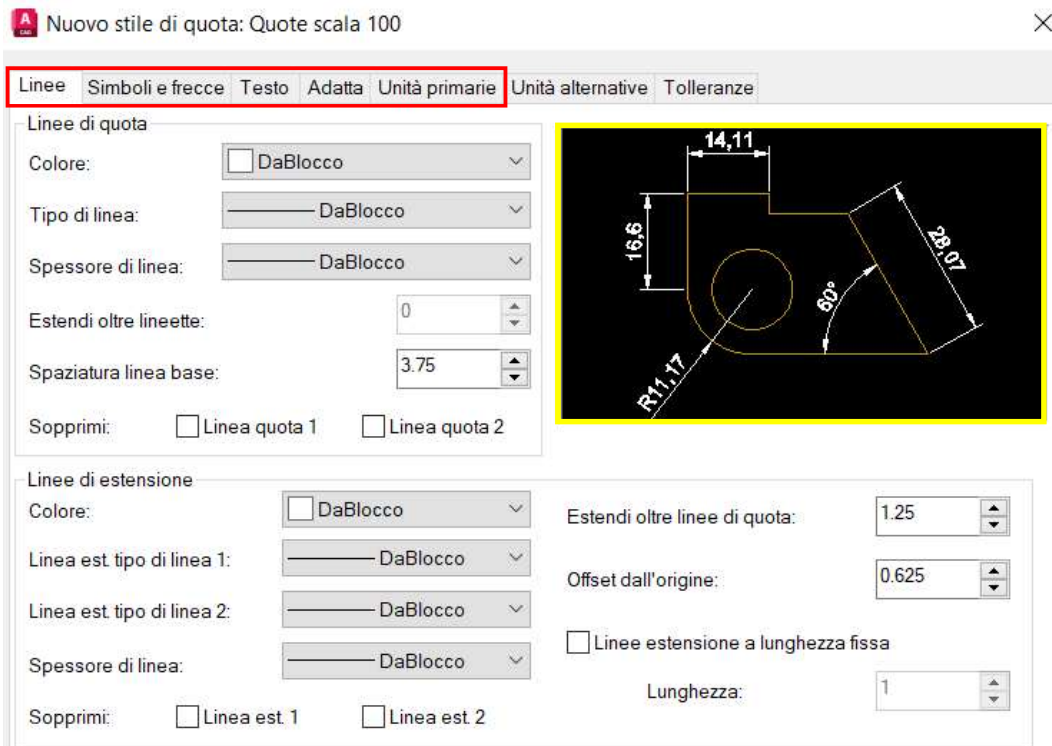 A
CAD
Nuovo stile di quota: Quote scala 100
Linee Simboli e frecce Testo Adatta Unità primarie Unità alternative Tolleranze
Linee di quota
Colore: DaBlocco
Tipo di linea: DaBlocco
Spessore di linea: DaBlocco
Estendi oltre lineette: 0
Spaziatura linea base: 3.75
Sopprimi: Linea quota 1 Linea quota 2
14,11
16,6
28,07
60°
R11,17
Linee di estensione
Colore: DaBlocco
Linea est. tipo di linea 1: DaBlocco
Linea est. tipo di linea 2: DaBlocco
Spessore di linea: DaBlocco
Sopprimi: Linea est. 1 Linea est. 2
Estendi oltre linee di quota: 1.25
Offset dall'origine: 0.625
Linee estensione a lunghezza fissa
Lunghezza: 1